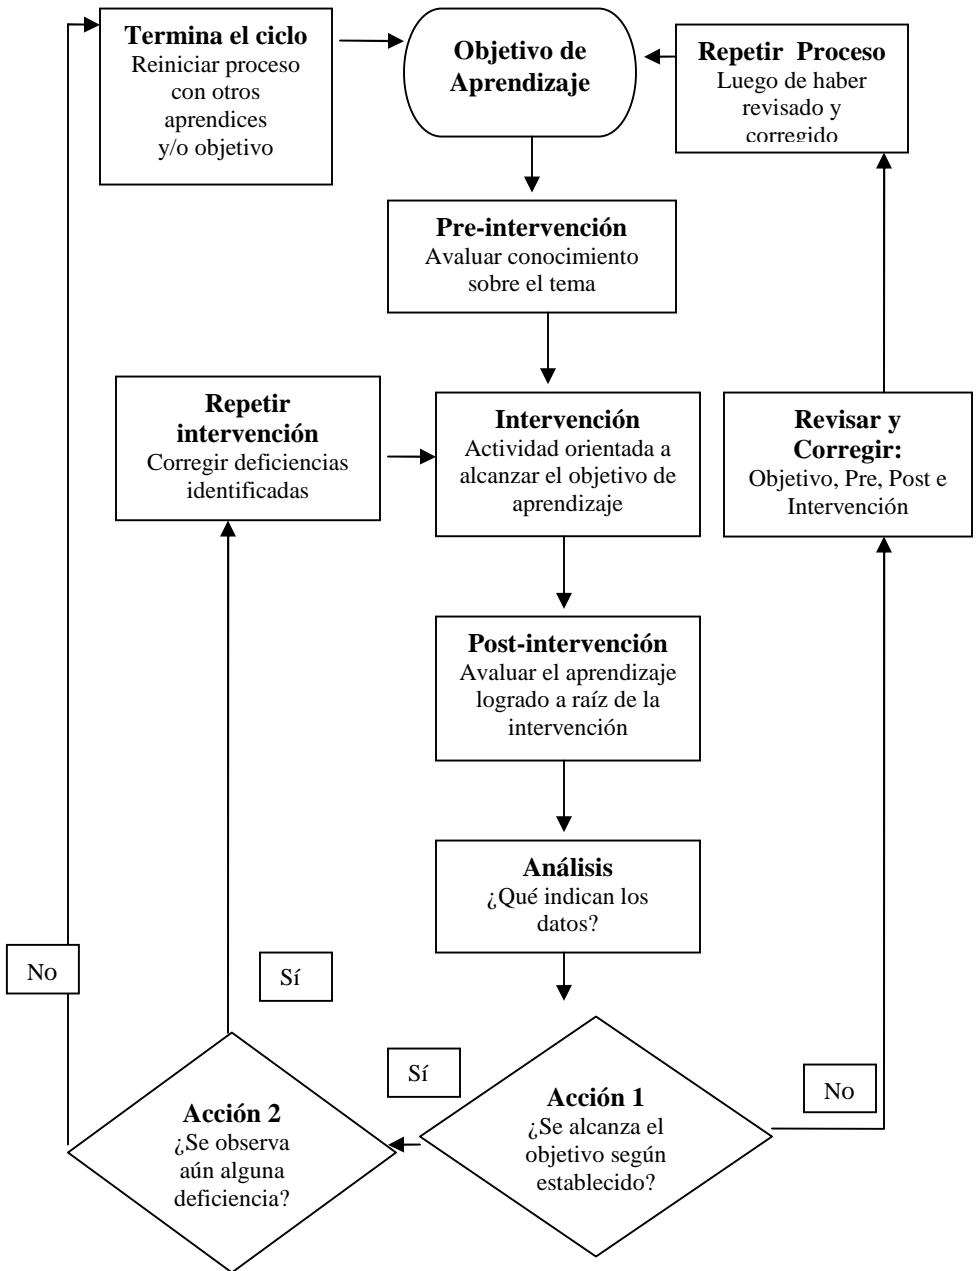 Termina el ciclo
Reiniciar proceso
con otros
aprendices
y/o objetivo
Objetivo de
Aprendizaje
Repetir Proceso
Luego de haber
revisado y
corregido
Pre-intervención
Avaluar conocimiento
sobre el tema
Repetir
intervención
Corregir deficiencias
identificadas
Intervención
Actividad orientada a
alcanzar el objetivo de
aprendizaje
Revisar y
Corregir:
Objetivo, Pre, Post e
Intervención
Post-intervención
Avaluar el aprendizaje
logrado a raíz de la
intervención
Análisis
¿Qué indican los
datos?
No
Sí
Sí
No
Acción 2
¿Se observa
aún alguna
deficiencia?
Acción 1
¿Se alcanza el
objetivo según
establecido?